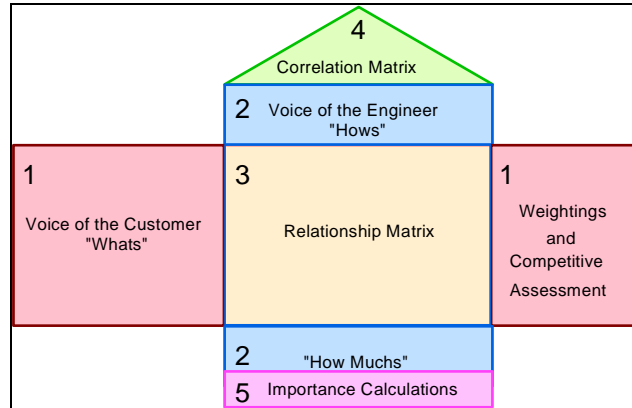 4
Correlation Matrix
2
Voice of the Engineer
"Hows"
1
Voice of the Customer
"Whats"
3
Relationship Matrix
1
Weightings
and
Competitive
Assessment
2
"How Muchs"
5
Importance Calculations